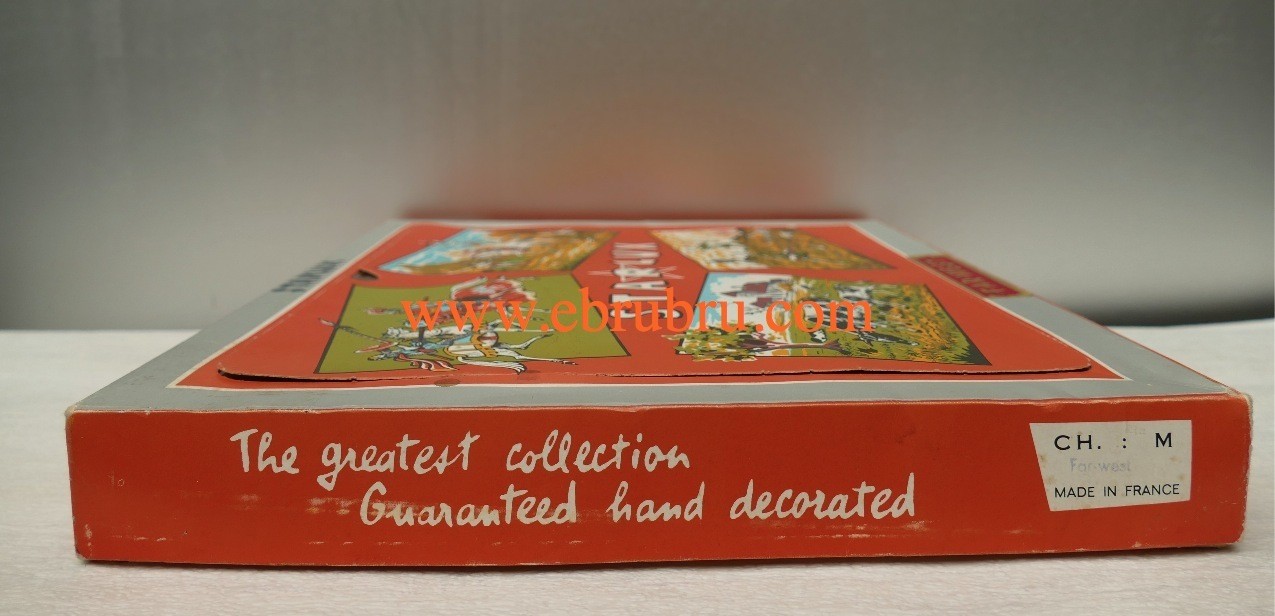 STARLUX
www.ebrubru.com
The greatest collection
Guaranteed hand decorated
CH. : M
Far-west
MADE IN FRANCE